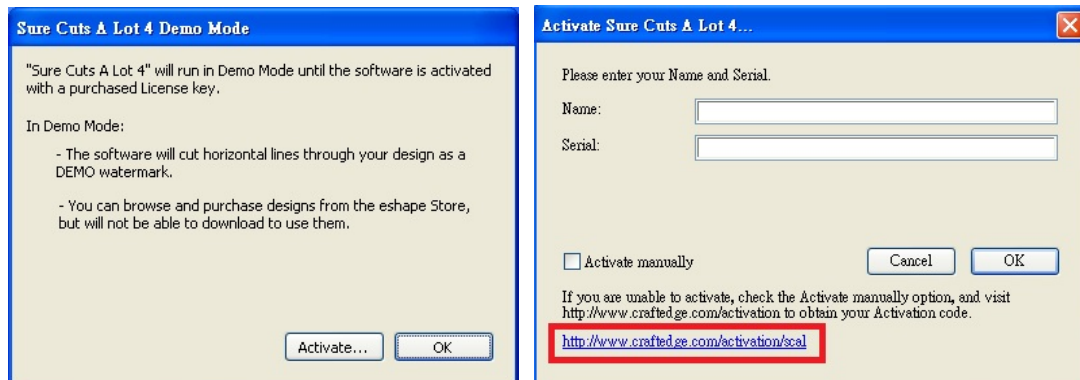 Sure Cuts A Lot 4 Demo Mode
"Sure Cuts A Lot 4" will run in Demo Mode until the software is activated
with a purchased License key.
In Demo Mode:
- The software will cut horizontal lines through your design as a
DEMO watermark.
- You can browse and purchase designs from the eshape Store,
but will not be able to download to use them.
Activate...
OK
Activate Sure Cuts A Lot 4...
Please enter your Name and Serial.
Name:
Serial:
Activate manually
Cancel
OK
If you are unable to activate, check the Activate manually option, and visit
http://www.craftedge.com/activation to obtain your Activation code.
http://www.craftedge.com/activation/scal